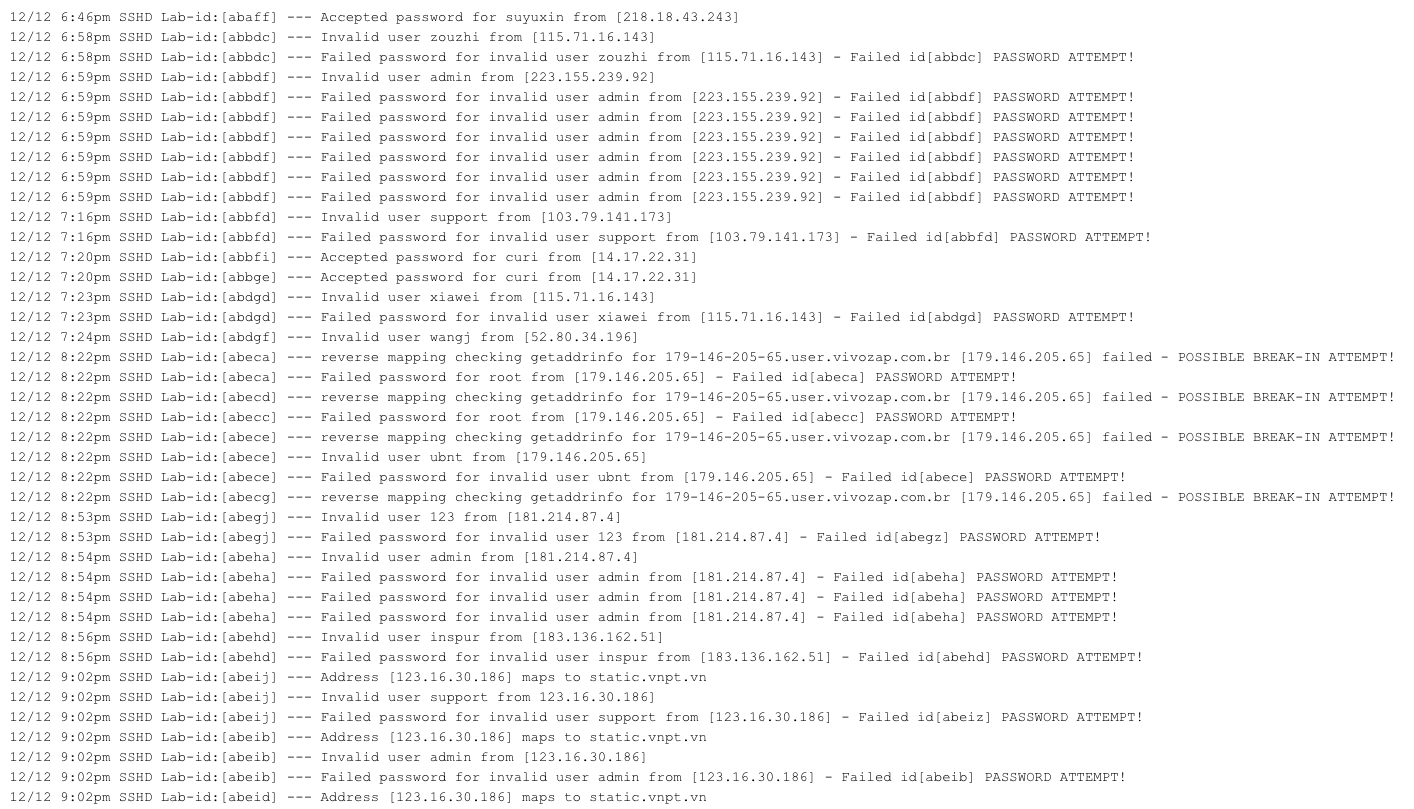 12/12 6:46pm SSHD Lab-id:[abaff] --- Accepted password for suyuxin from [218.18.43.243]
12/12 6:58pm SSHD Lab-id:[abbdc] --- Invalid user zouzhi from [115.71.16.143]
12/12 6:58pm SSHD Lab-id:[abbdc] --- Failed password for invalid user zouzhi from [115.71.16.143] - Failed id[abbdc] PASSWORD ATTEMPT!
12/12 6:59pm SSHD Lab-id:[abbdf] --- Invalid user admin from [223.155.239.92]
12/12 6:59pm SSHD Lab-id:[abbdf] --- Failed password for invalid user admin from [223.155.239.92] - Failed id[abbdf] PASSWORD ATTEMPT!
12/12 6:59pm SSHD Lab-id:[abbdf] --- Failed password for invalid user admin from [223.155.239.92] - Failed id[abbdf] PASSWORD ATTEMPT!
12/12 6:59pm SSHD Lab-id:[abbdf] --- Failed password for invalid user admin from [223.155.239.92] - Failed id[abbdf] PASSWORD ATTEMPT!
12/12 6:59pm SSHD Lab-id:[abbdf] --- Failed password for invalid user admin from [223.155.239.92] - Failed id[abbdf] PASSWORD ATTEMPT!
12/12 6:59pm SSHD Lab-id:[abbdf] --- Failed password for invalid user admin from [223.155.239.92] - Failed id[abbdf] PASSWORD ATTEMPT!
12/12 6:59pm SSHD Lab-id:[abbdf] --- Failed password for invalid user admin from [223.155.239.92] - Failed id[abbdf] PASSWORD ATTEMPT!
12/12 7:16pm SSHD Lab-id:[abbfd] --- Invalid user support from [103.79.141.173]
12/12 7:16pm SSHD Lab-id:[abbfd] --- Failed password for invalid user support from [103.79.141.173] - Failed id[abbfd] PASSWORD ATTEMPT!
12/12 7:20pm SSHD Lab-id:[abbfi] --- Accepted password for curi from [14.17.22.31]
12/12 7:20pm SSHD Lab-id:[abbge] --- Accepted password for curi from [14.17.22.31]
12/12 7:23pm SSHD Lab-id:[abdgd] --- Invalid user xiawei from [115.71.16.143]
12/12 7:23pm SSHD Lab-id:[abdgd] --- Failed password for invalid user xiawei from [115.71.16.143] - Failed id[abdgd] PASSWORD ATTEMPT!
12/12 7:24pm SSHD Lab-id:[abdgf] --- Invalid user wangj from [52.80.34.196]
12/12 8:22pm SSHD Lab-id:[abeca] --- reverse mapping checking getaddrinfo for 179-146-205-65.user.vivozap.com.br [179.146.205.65] failed - POSSIBLE BREAK-IN ATTEMPT!
12/12 8:22pm SSHD Lab-id:[abeca] --- Failed password for root from [179.146.205.65] - Failed id[abeca] PASSWORD ATTEMPT!
12/12 8:22pm SSHD Lab-id:[abecd] --- reverse mapping checking getaddrinfo for 179-146-205-65.user.vivozap.com.br [179.146.205.65] failed - POSSIBLE BREAK-IN ATTEMPT!
12/12 8:22pm SSHD Lab-id:[abecc] --- Failed password for root from [179.146.205.65] - Failed id[abecc] PASSWORD ATTEMPT!
12/12 8:22pm SSHD Lab-id:[abece] --- reverse mapping checking getaddrinfo for 179-146-205-65.user.vivozap.com.br [179.146.205.65] failed - POSSIBLE BREAK-IN ATTEMPT!
12/12 8:22pm SSHD Lab-id:[abece] --- Invalid user ubnt from [179.146.205.65]
12/12 8:22pm SSHD Lab-id:[abece] --- Failed password for invalid user ubnt from [179.146.205.65] - Failed id[abece] PASSWORD ATTEMPT!
12/12 8:22pm SSHD Lab-id:[abecg] --- reverse mapping checking getaddrinfo for 179-146-205-65.user.vivozap.com.br [179.146.205.65] failed - POSSIBLE BREAK-IN ATTEMPT!
12/12 8:53pm SSHD Lab-id:[abegj] --- Invalid user 123 from [181.214.87.4]
12/12 8:53pm SSHD Lab-id:[abegj] --- Failed password for invalid user 123 from [181.214.87.4] - Failed id[abegz] PASSWORD ATTEMPT!
12/12 8:54pm SSHD Lab-id:[abeha] --- Invalid user admin from [181.214.87.4]
12/12 8:54pm SSHD Lab-id:[abeha] --- Failed password for invalid user admin from [181.214.87.4] - Failed id[abeha] PASSWORD ATTEMPT!
12/12 8:54pm SSHD Lab-id:[abeha] --- Failed password for invalid user admin from [181.214.87.4] - Failed id[abeha] PASSWORD ATTEMPT!
12/12 8:54pm SSHD Lab-id:[abeha] --- Failed password for invalid user admin from [181.214.87.4] - Failed id[abeha] PASSWORD ATTEMPT!
12/12 8:56pm SSHD Lab-id:[abehd] --- Invalid user inspur from [183.136.162.51]
12/12 8:56pm SSHD Lab-id:[abehd] --- Failed password for invalid user inspur from [183.136.162.51] - Failed id[abehd] PASSWORD ATTEMPT!
12/12 9:02pm SSHD Lab-id:[abeij] --- Address [123.16.30.186] maps to static.vnpt.vn
12/12 9:02pm SSHD Lab-id:[abeij] --- Invalid user support from 123.16.30.186]
12/12 9:02pm SSHD Lab-id:[abeij] --- Failed password for invalid user support from [123.16.30.186] - Failed id[abeiz] PASSWORD ATTEMPT!
12/12 9:02pm SSHD Lab-id:[abeib] --- Address [123.16.30.186] maps to static.vnpt.vn
12/12 9:02pm SSHD Lab-id:[abeib] --- Invalid user admin from [123.16.30.186]
12/12 9:02pm SSHD Lab-id:[abeib] --- Failed password for invalid user admin from [123.16.30.186] - Failed id[abeib] PASSWORD ATTEMPT!
12/12 9:02pm SSHD Lab-id:[abeid] --- Address [123.16.30.186] maps to static.vnpt.vn